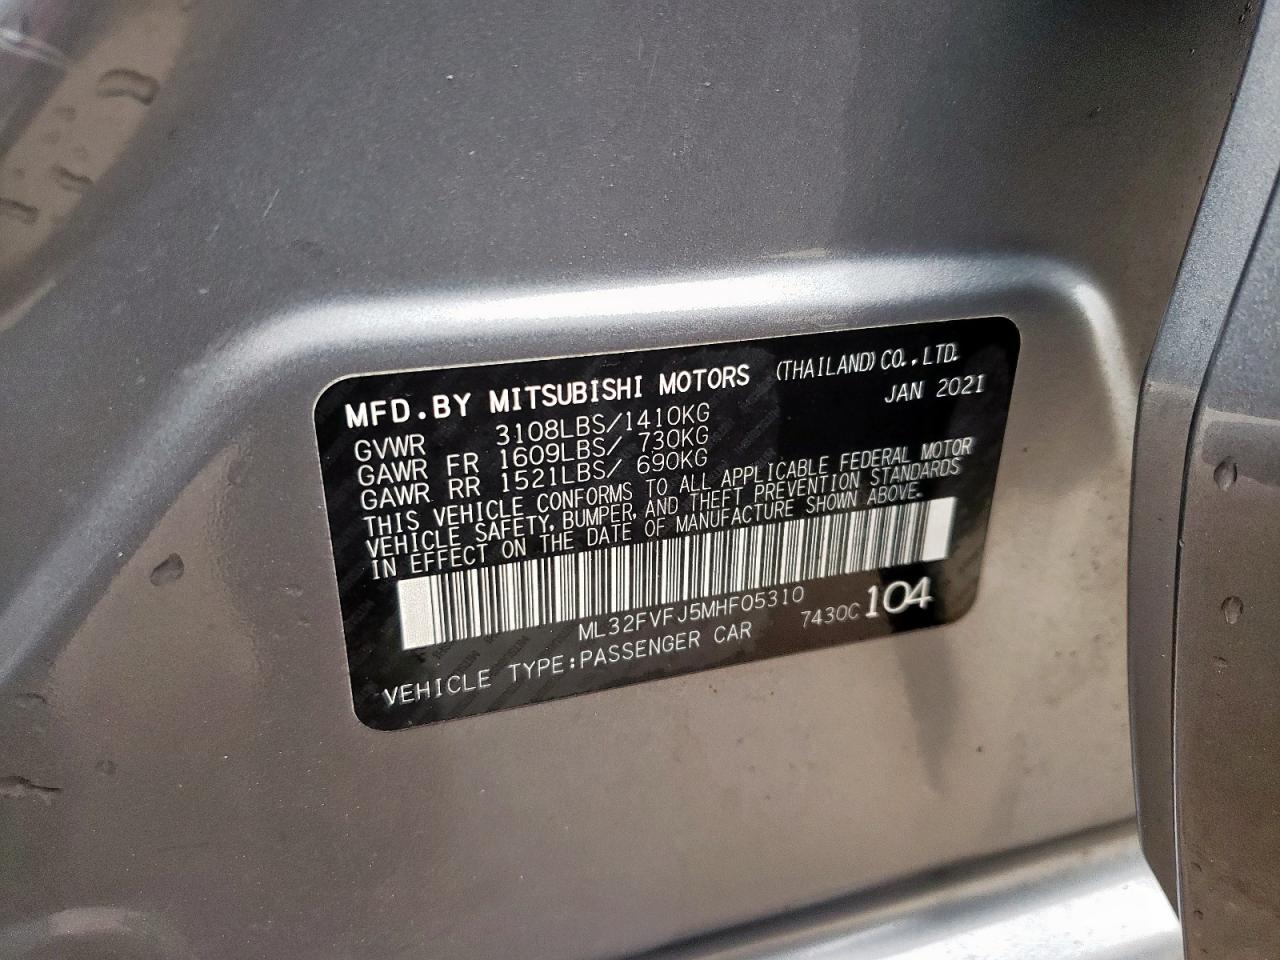 MFD.BY MITSUBISHI MOTORS (THAILAND) CO.,LTD.
JAN 2021
GVWR 3108LBS/1410KG
GAWR FR 1609LBS/ 730KG
GAWR RR 1521LBS/ 690KG
THIS VEHICLE CONFORMS TO ALL APPLICABLE FEDERAL MOTOR
VEHICLE SAFETY, BUMPER, AND THEFT PREVENTION STANDARDS
IN EFFECT ON THE DATE OF MANUFACTURE SHOWN ABOVE.
ML32FVFJ5MHF05310
7430C 104
VEHICLE TYPE:PASSENGER CAR